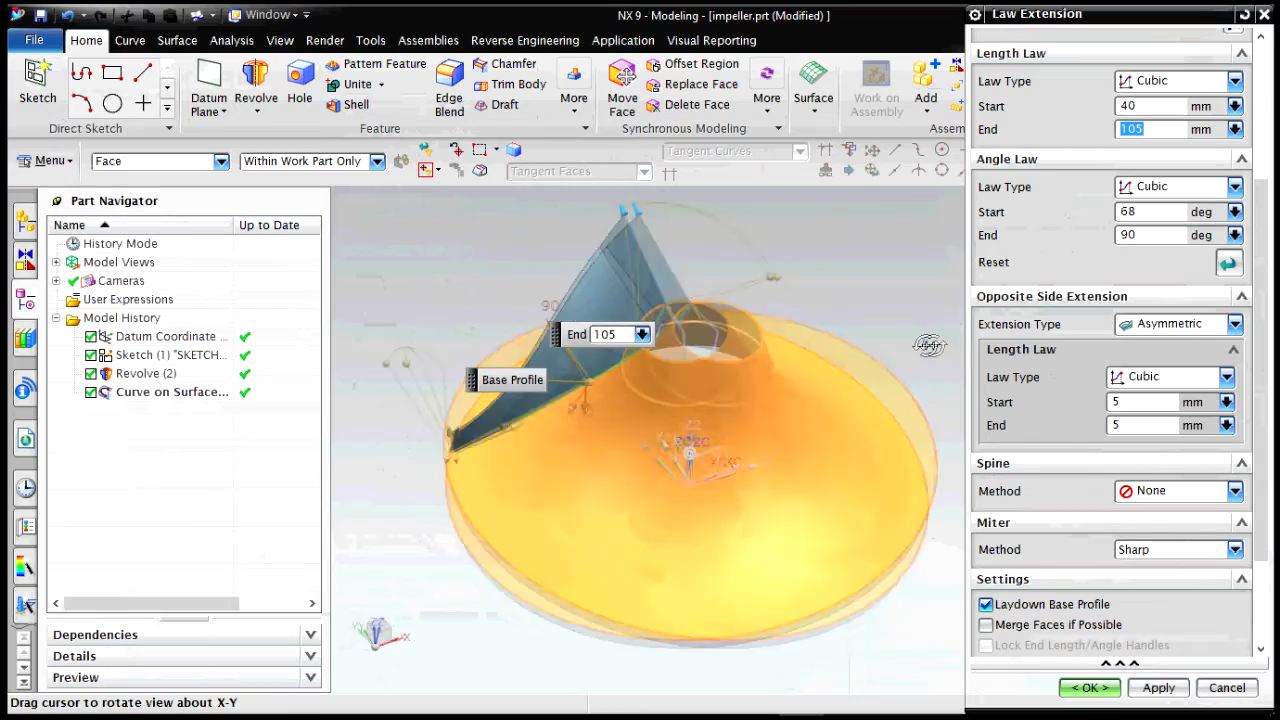 Window
NX 9 - Modeling - [impeller.prt (Modified) ]
Law Extension
File Home Curve Surface Analysis View Render Tools Assemblies Reverse Engineering Application Visual Reporting
Sketch
Direct Sketch
Datum Plane
Revolve
Hole
Pattern Feature
Unite
Shell
Edge Blend
Chamfer
Trim Body
Draft
More
Feature
Move Face
Offset Region
Replace Face
Delete Face
More
Synchronous Modeling
Surface
Work on Assembly
Add
Assem
Menu
Face
Within Work Part Only
Tangent Curves
Tangent Faces
Part Navigator
Name Up to Date
History Mode
Model Views
Cameras
User Expressions
Model History
Datum Coordinate ...
Sketch (1) "SKETCH...
Revolve (2)
Curve on Surface...
Dependencies
Details
Preview
90
End 105
Base Profile
Length Law
Law Type Cubic
Start 40 mm
End 105 mm
Angle Law
Law Type Cubic
Start 68 deg
End 90 deg
Reset
Opposite Side Extension
Extension Type Asymmetric
Length Law
Law Type Cubic
Start 5 mm
End 5 mm
Spine
Method None
Miter
Method Sharp
Settings
Laydown Base Profile
Merge Faces if Possible
Lock End Length/Angle Handles
< OK > Apply Cancel
Drag cursor to rotate view about X-Y